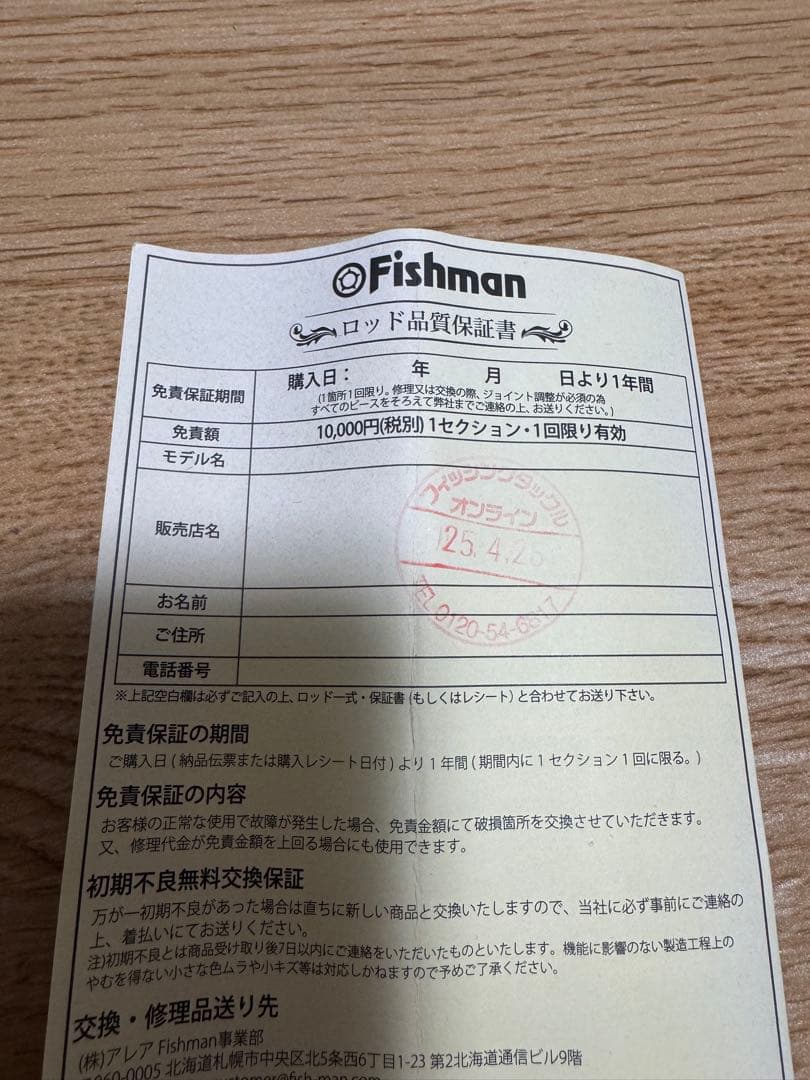 Fishman
ロッド品質保証書
免責保証期間
購入日： 年 月 日より1年間
(1箇所1回限り。修理又は交換の際、ジョイント調整が必須の為
すべてのピースをそろえて弊社までご連絡の上、お送りください。)
免責額
10,000円(税別) 1セクション・1回限り有効
モデル名
販売店名
フィッシングタックル
オンライン
'25.4.26
TEL 0120-54-6817
お名前
ご住所
電話番号
※上記空白欄は必ずご記入の上、ロッド一式・保証書 (もしくはレシート) と合わせてお送り下さい。
免責保証の期間
ご購入日 ( 納品伝票または購入レシート日付 ) より 1 年間 ( 期間内に 1 セクション 1 回に限る。)
免責保証の内容
お客様の正常な使用で故障が発生した場合、免責金額にて破損箇所を交換させていただきます。
又、修理代金が免責金額を上回る場合にも使用できます。
初期不良無料交換保証
万が一初期不良があった場合は直ちに新しい商品と交換いたしますので、当社に必ず事前にご連絡の
上、着払いにてお送りください。
注)初期不良とは商品受け取り後7日以内にご連絡をいただいたものといたします。機能に影響のない製造工程上の
やむを得ない小さな色ムラや小キズ等は対応しかねますので予めご了承ください。
交換・修理品送り先
(株)アレア Fishman事業部
060-0005 北海道札幌市中央区北5条西6丁目1-23 第2北海道通信ビル9階
customer@fish-man.com